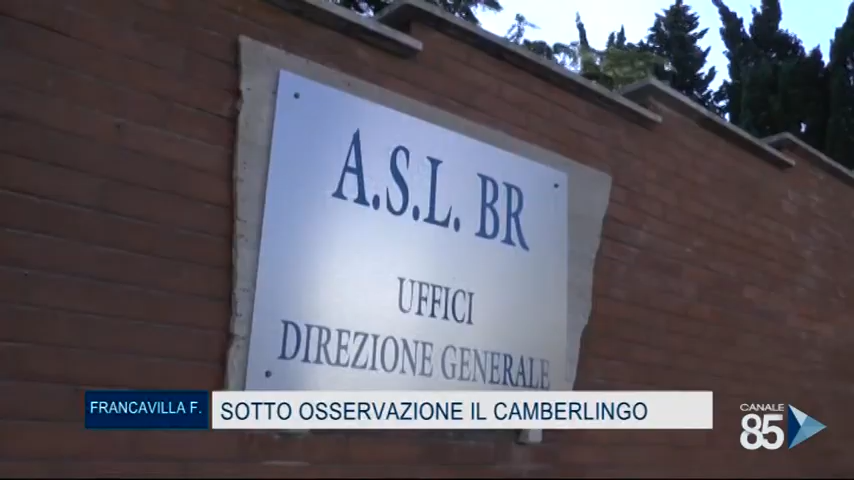 A.S.L. BR
UFFICI
DIREZIONE GENERALE
FRANCAVILLA F.
SOTTO OSSERVAZIONE IL CAMBERLINGO
CANALE
85